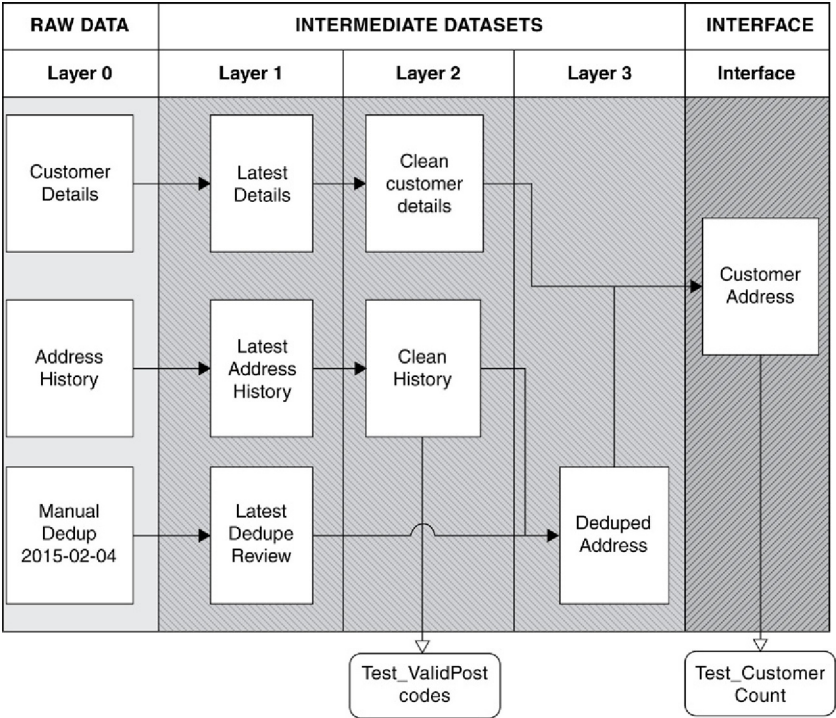 RAW DATA
INTERMEDIATE DATASETS
INTERFACE
Layer 0
Layer 1
Layer 2
Layer 3
Interface
Customer
Details
Latest
Details
Clean
customer
details
Customer
Address
Address
History
Latest
Address
History
Clean
History
Manual
Dedup
2015-02-04
Latest
Dedupe
Review
Deduped
Address
Test_ValidPost
codes
Test_Customer
Count